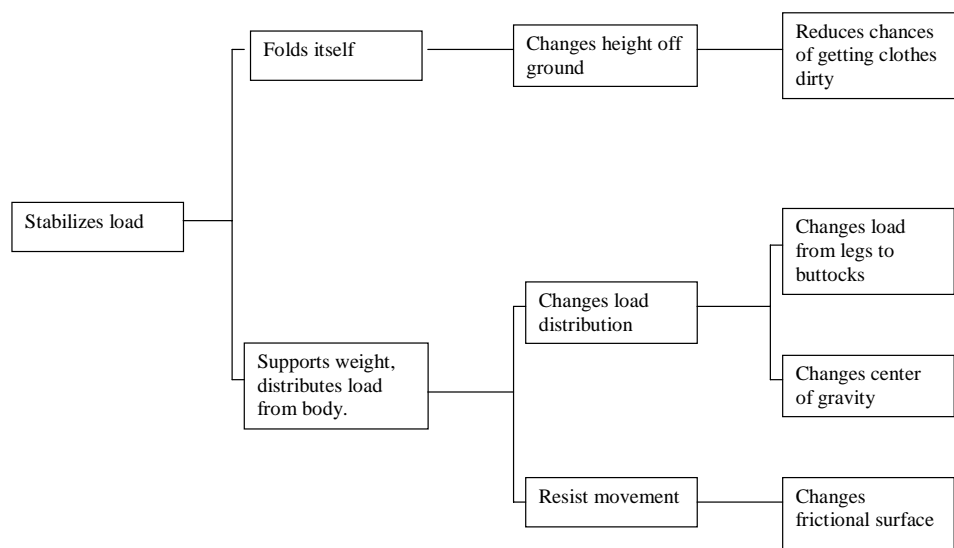 Folds itself
Changes height off
ground
Reduces chances
of getting clothes
dirty
Stabilizes load
Supports weight,
distributes load
from body.
Changes load
distribution
Changes load
from legs to
buttocks
Changes center
of gravity
Resist movement
Changes
frictional surface